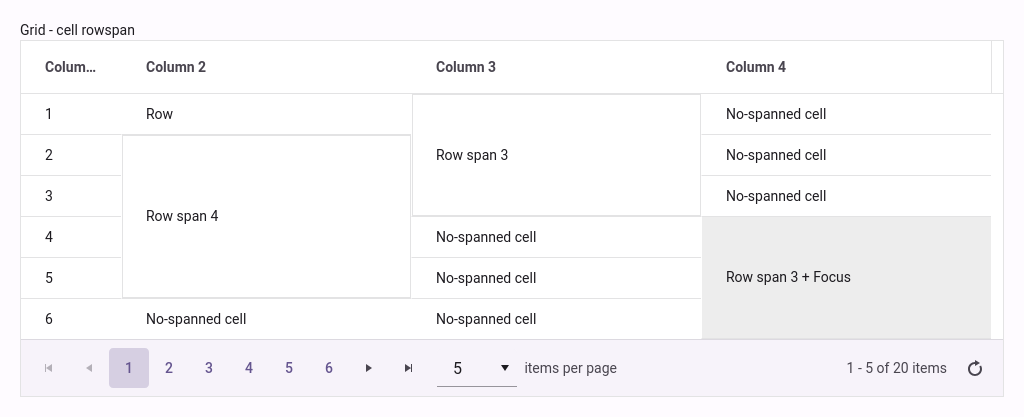 Grid - cell rowspan
Colum... Column 2 Column 3 Column 4
1 Row No-spanned cell
2 Row span 3 No-spanned cell
3 No-spanned cell
Row span 4
4 No-spanned cell
5 No-spanned cell Row span 3 + Focus
6 No-spanned cell No-spanned cell
1 2 3 4 5 6 5 items per page 1 - 5 of 20 items